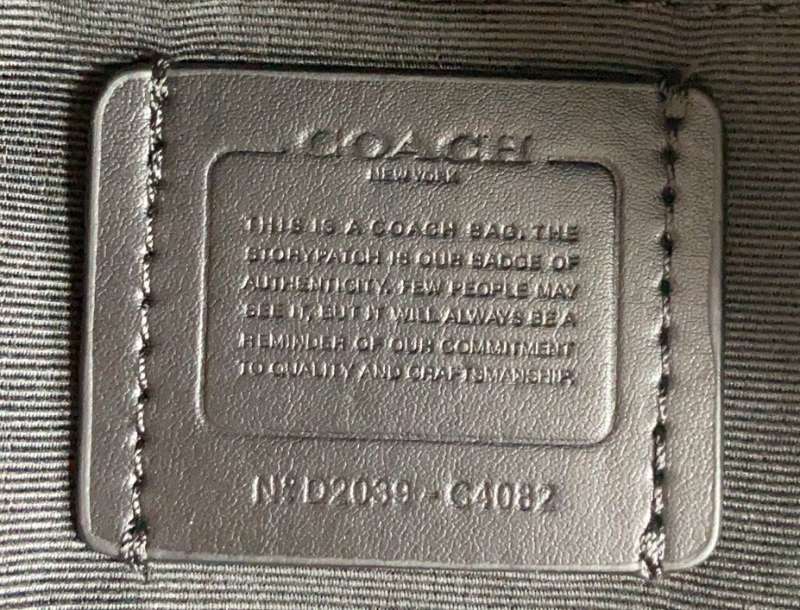 COACH
NEW YORK
THIS IS A COACH BAG. THE
STORYPATCH IS OUR BADGE OF
AUTHENTICITY. FEW PEOPLE MAY
SEE IT, BUT IT WILL ALWAYS BE A
REMINDER OF OUR COMMITMENT
TO QUALITY AND CRAFTSMANSHIP.
Nº D2039 - C4082